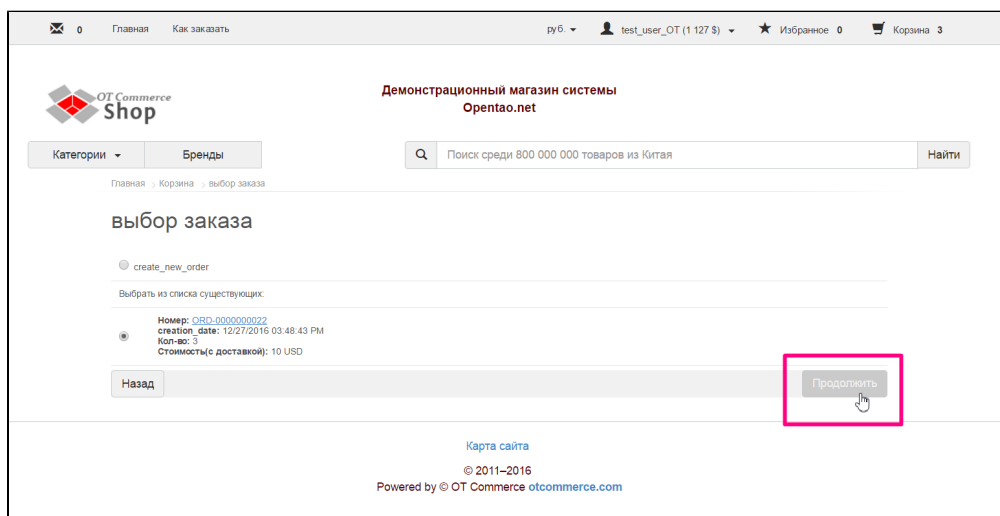 0 Главная Как заказать руб. test_user_OT (1 127 $) Избранное 0 Корзина 3
OT Commerce
Shop
Демонстрационный магазин системы
Opentao.net
Категории Бренды Поиск среди 800 000 000 товаров из Китая Найти
Главная Корзина выбор заказа
выбор заказа
create_new_order
Выбрать из списка существующих:
Номер: ORD-0000000022
creation_date: 12/27/2016 03:48:43 PM
Кол-во: 3
Стоимость(с доставкой): 10 USD
Назад Продолжить
Карта сайта
© 2011–2016
Powered by © OT Commerce otcommerce.com